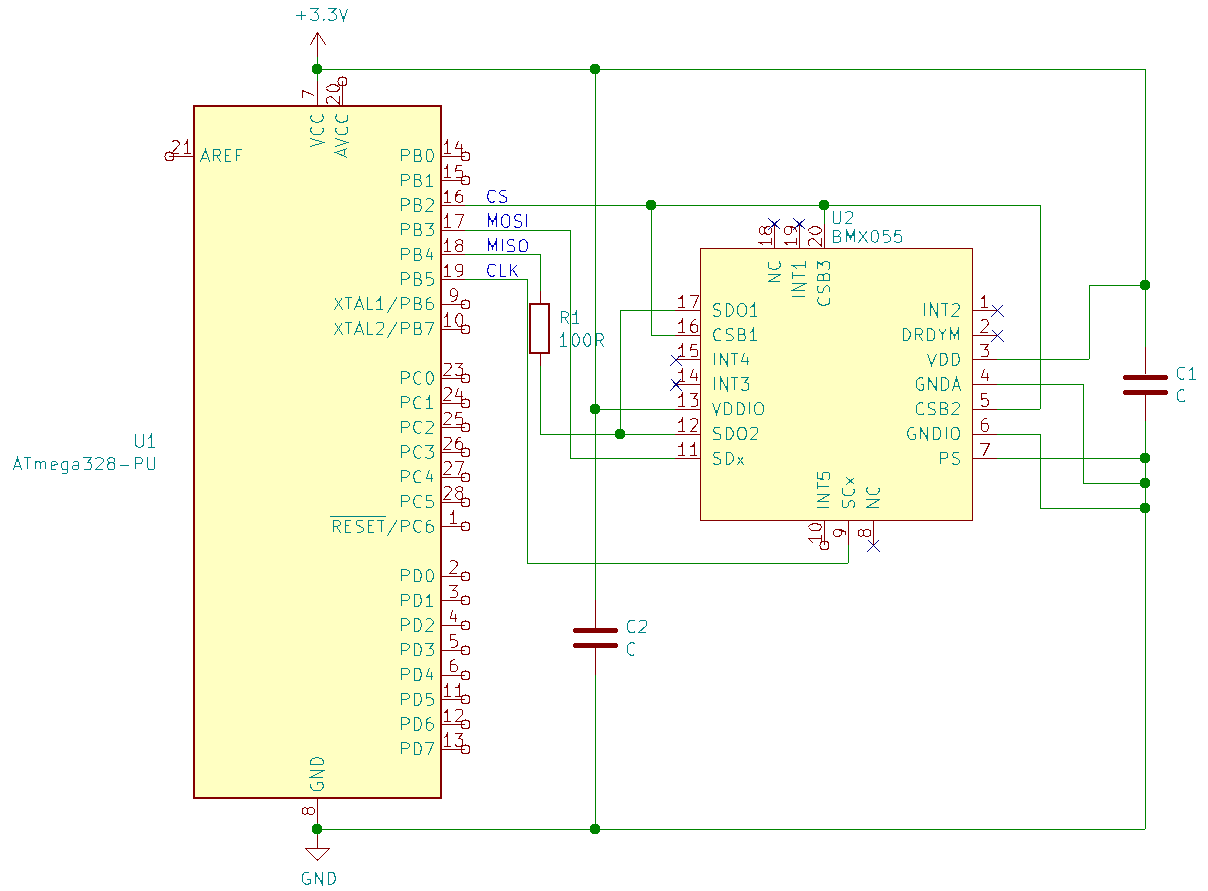 +3.3V
7
20
VCC
AVCC
21
AREF
PB0
14
PB1
15
PB2
16
CS
PB3
17
MOSI
PB4
18
MISO
PB5
19
CLK
XTAL1/PB6
9
XTAL2/PB7
10
PC0
23
PC1
24
PC2
25
PC3
26
PC4
27
PC5
28
RESET/PC6
1
PD0
2
PD1
3
PD2
4
PD3
5
PD4
6
PD5
11
PD6
12
PD7
13
U1
ATmega328-PU
GND
8
GND
R1
100R
U2
BMX055
18
19
20
NC
INT1
CSB3
17
SDO1
16
CSB1
15
INT4
14
INT3
13
VDDIO
12
SDO2
11
SDx
INT2
1
DRDYM
2
VDD
3
GNDA
4
CSB2
5
GNDIO
6
PS
7
INT5
SCx
NC
10
9
8
C1
C
C2
C